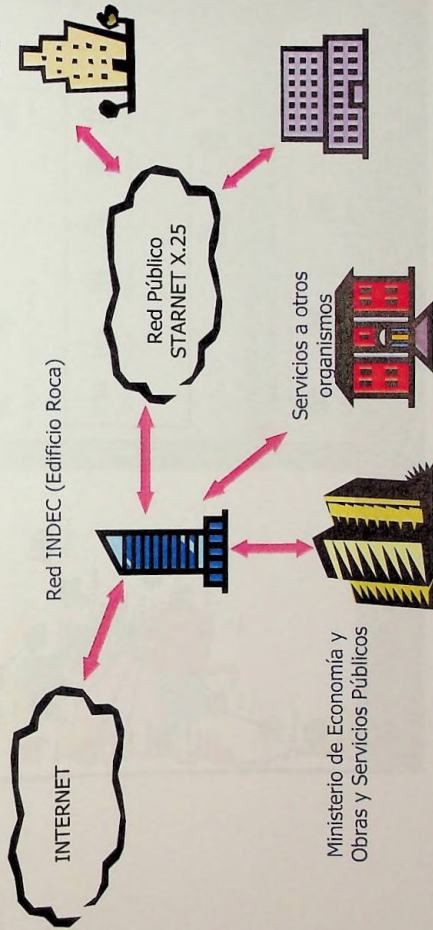 Red INDEC (Edificio Roca)
INTERNET
Red Público
STARNET X.25
Servicios a otros
organismos
Ministerio de Economía y
Obras y Servicios Públicos